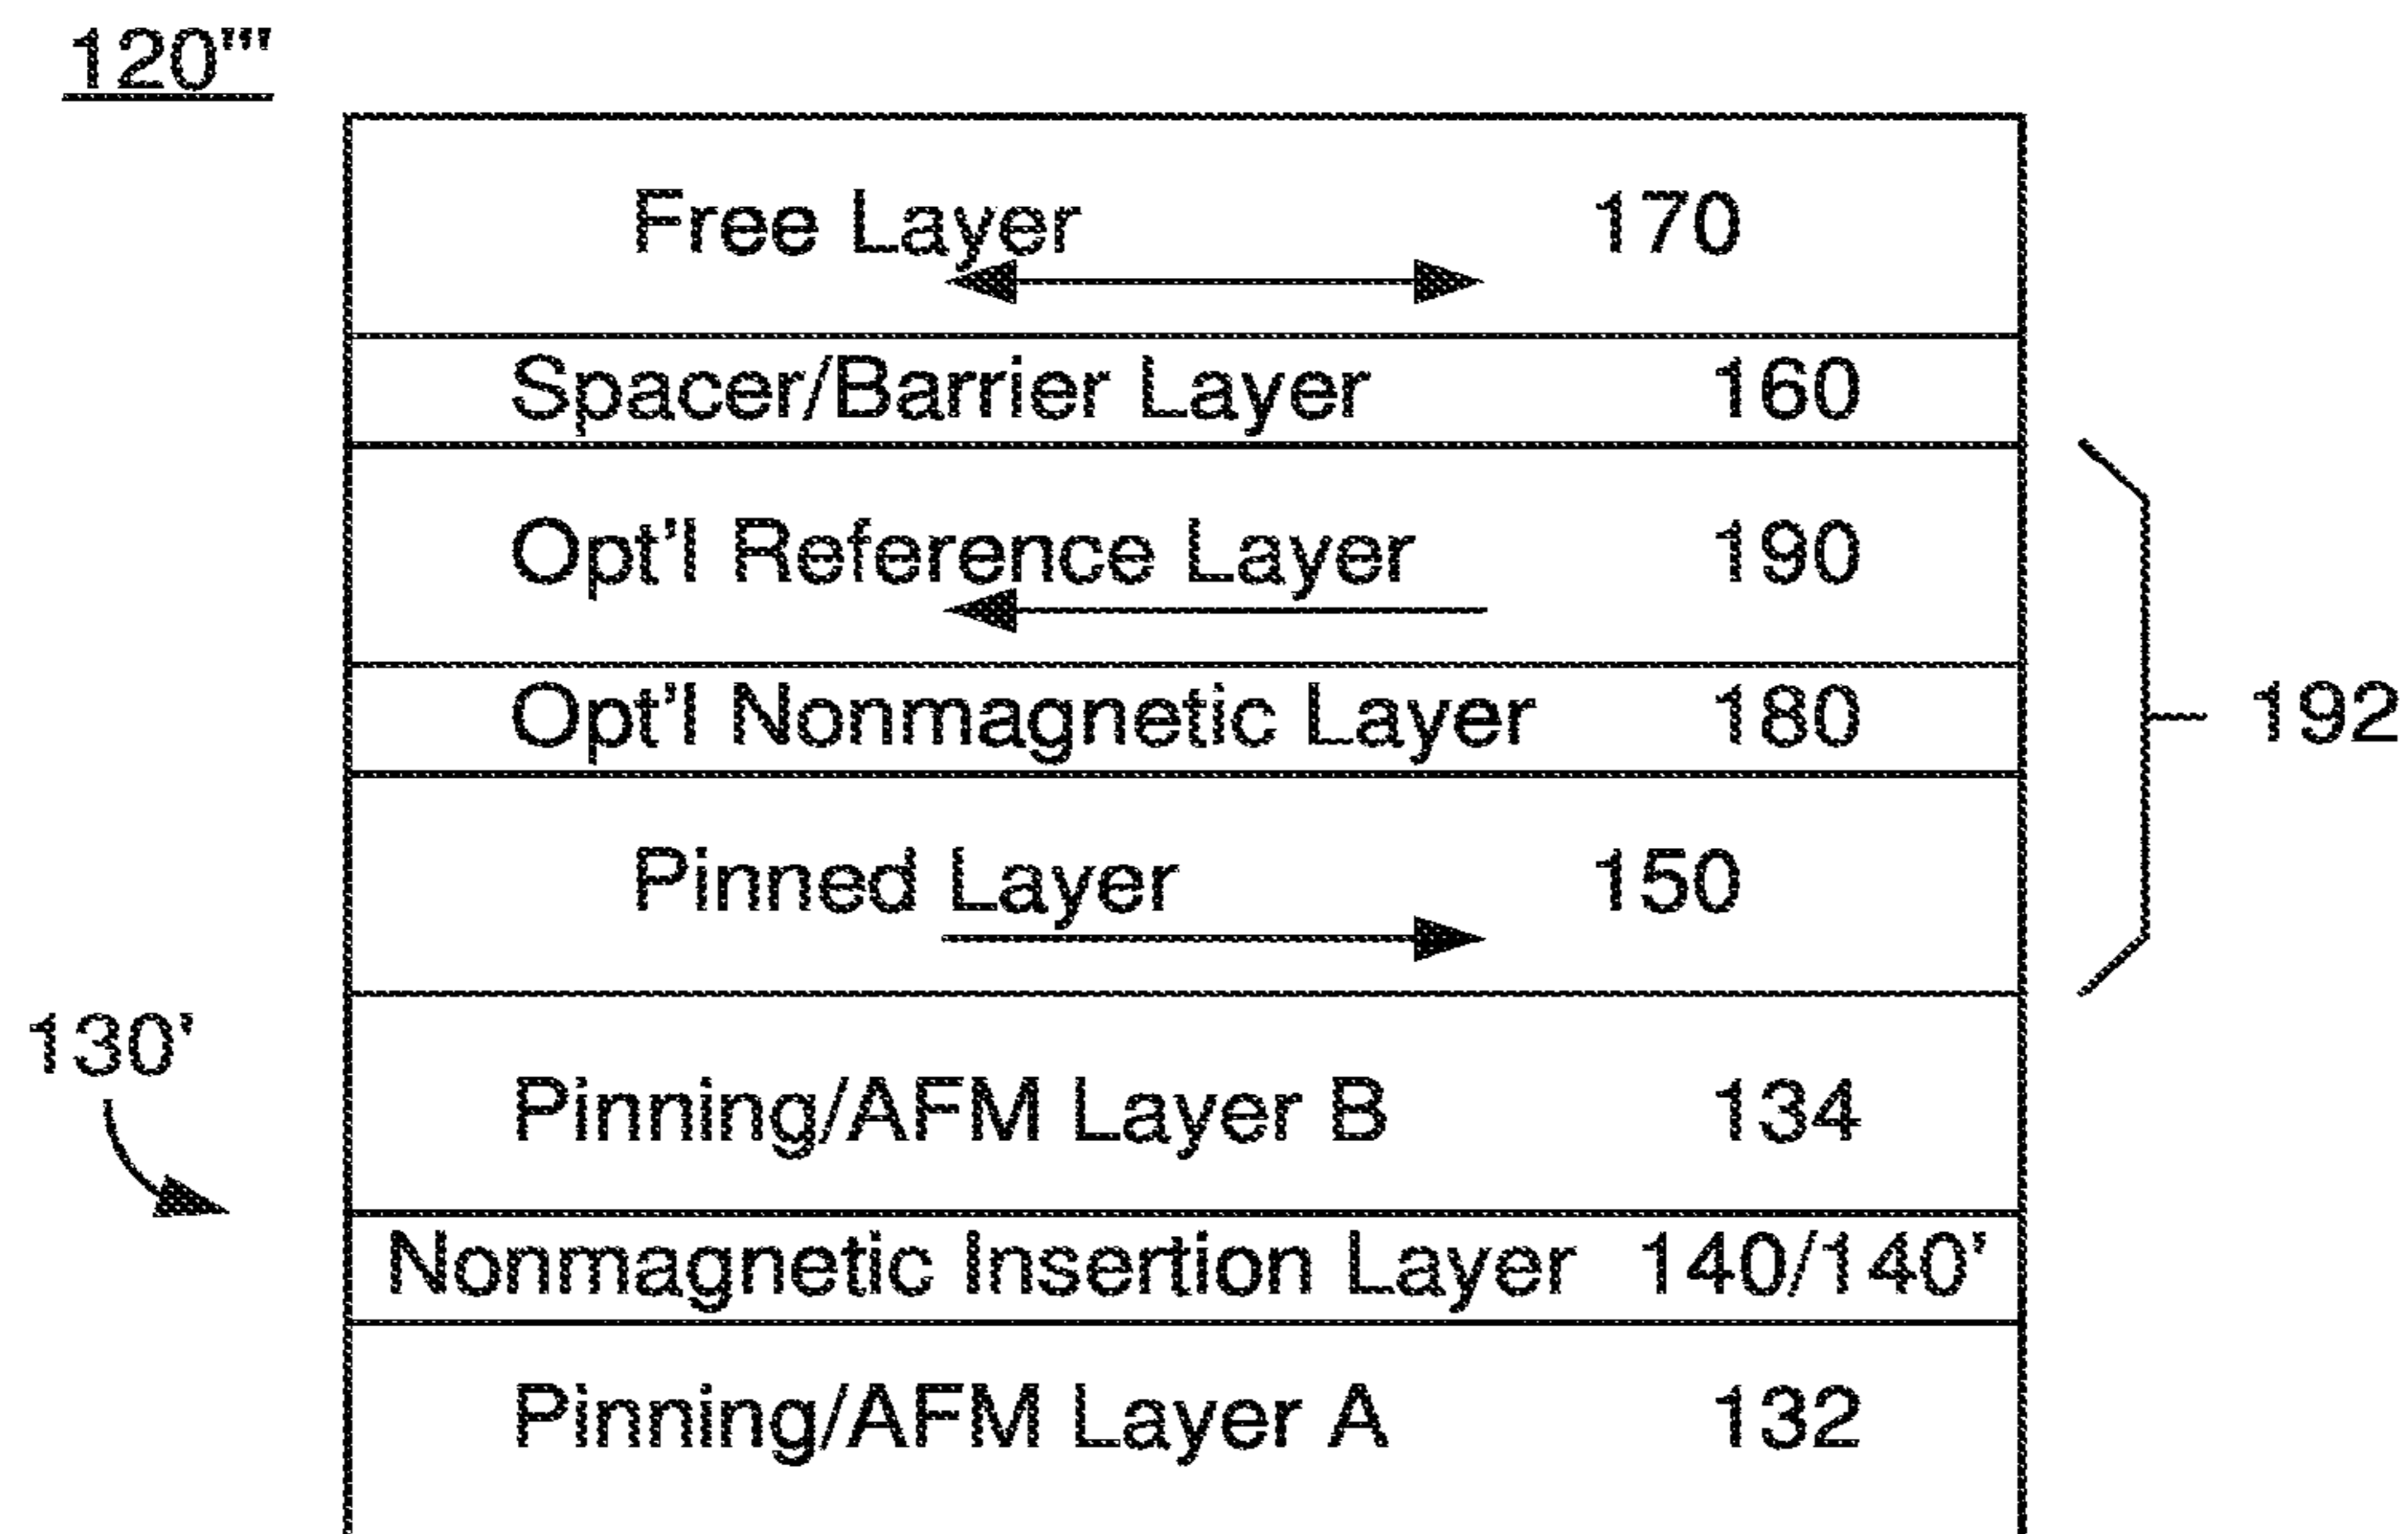 120'''
Free Layer 170
Spacer/Barrier Layer 160
Opt'l Reference Layer 190
Opt'l Nonmagnetic Layer 180
192
Pinned Layer 150
130'
Pinning/AFM Layer B 134
Nonmagnetic Insertion Layer 140/140'
Pinning/AFM Layer A 132